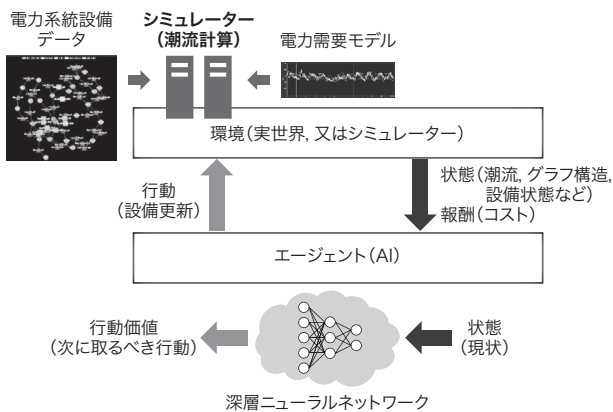 電力系統設備
データ
シミュレーター
(潮流計算)
電力需要モデル
環境(実世界, 又はシミュレーター)
行動
(設備更新)
状態(潮流, グラフ構造,
設備状態など)
報酬(コスト)
エージェント(AI)
行動価値
(次に取るべき行動)
状態
(現状)
深層ニューラルネットワーク